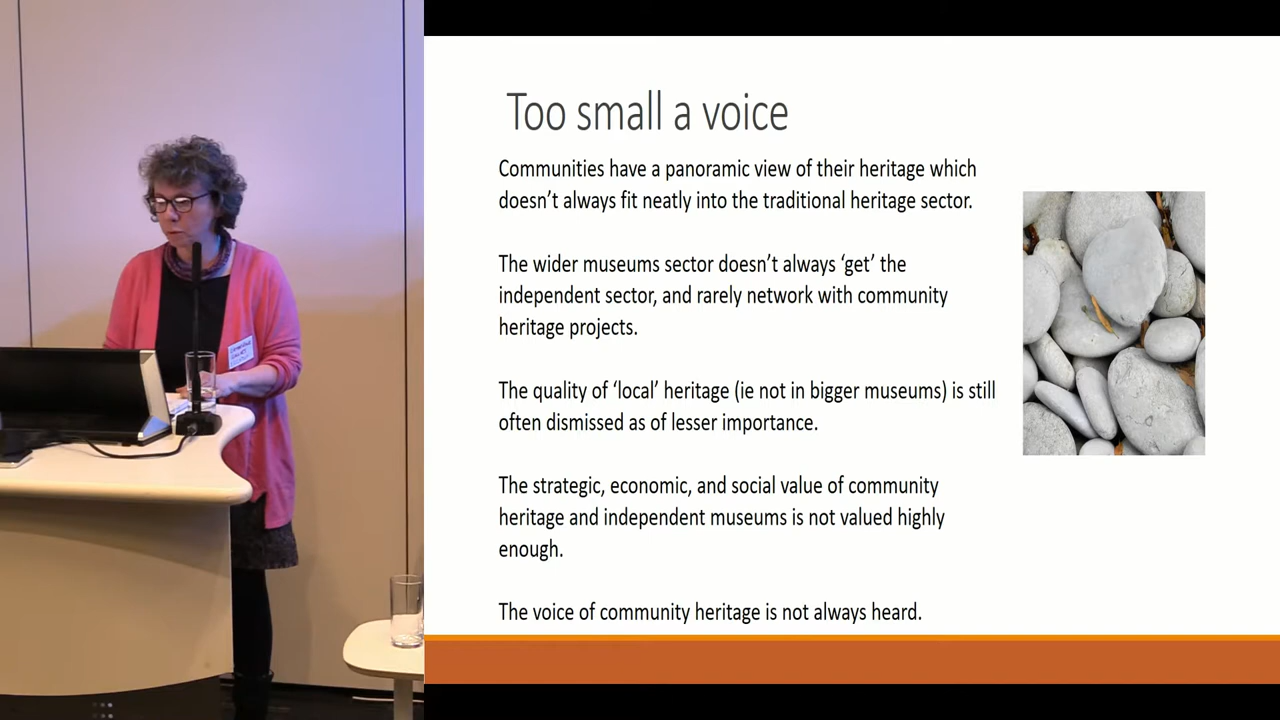 Too small a voice
Communities have a panoramic view of their heritage which
doesn’t always fit neatly into the traditional heritage sector.
The wider museums sector doesn’t always ‘get’ the
independent sector, and rarely network with community
heritage projects.
The quality of ‘local’ heritage (ie not in bigger museums) is still
often dismissed as of lesser importance.
The strategic, economic, and social value of community
heritage and independent museums is not valued highly
enough.
The voice of community heritage is not always heard.